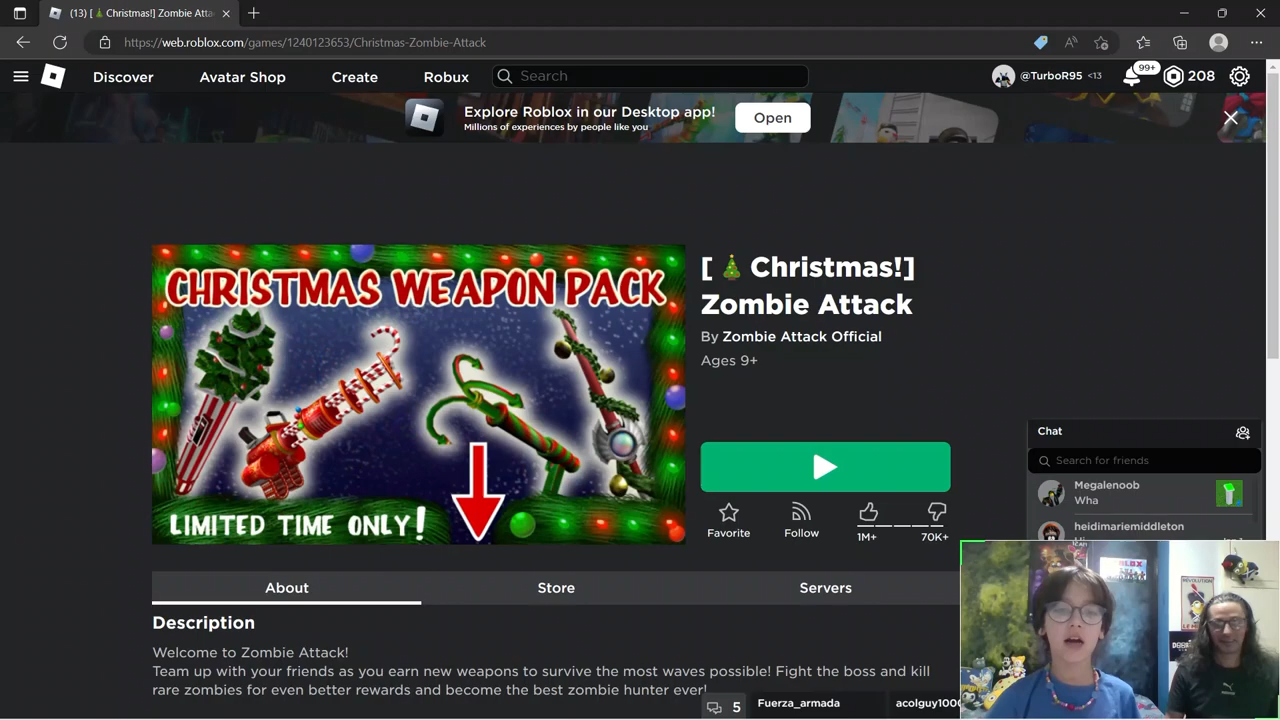 (13) [🎄 Christmas!] Zombie Atta
https://web.roblox.com/games/1240123653/Christmas-Zombie-Attack
Discover
Avatar Shop
Create
Robux
Search
@TurboR95 <13
99+
208
Explore Roblox in our Desktop app!
Millions of experiences by people like you
Open
CHRISTMAS WEAPON PACK
LIMITED TIME ONLY!
[🎄 Christmas!]
Zombie Attack
By Zombie Attack Official
Ages 9+
Favorite
Follow
1M+
70K+
Chat
Search for friends
Megalenoob
Wha
heidimariemiddleton
About
Store
Servers
Description
Welcome to Zombie Attack!
Team up with your friends as you earn new weapons to survive the most waves possible! Fight the boss and kill
rare zombies for even better rewards and become the best zombie hunter ever!
5
Fuerza_armada
acolguy1000
REVOLUTION